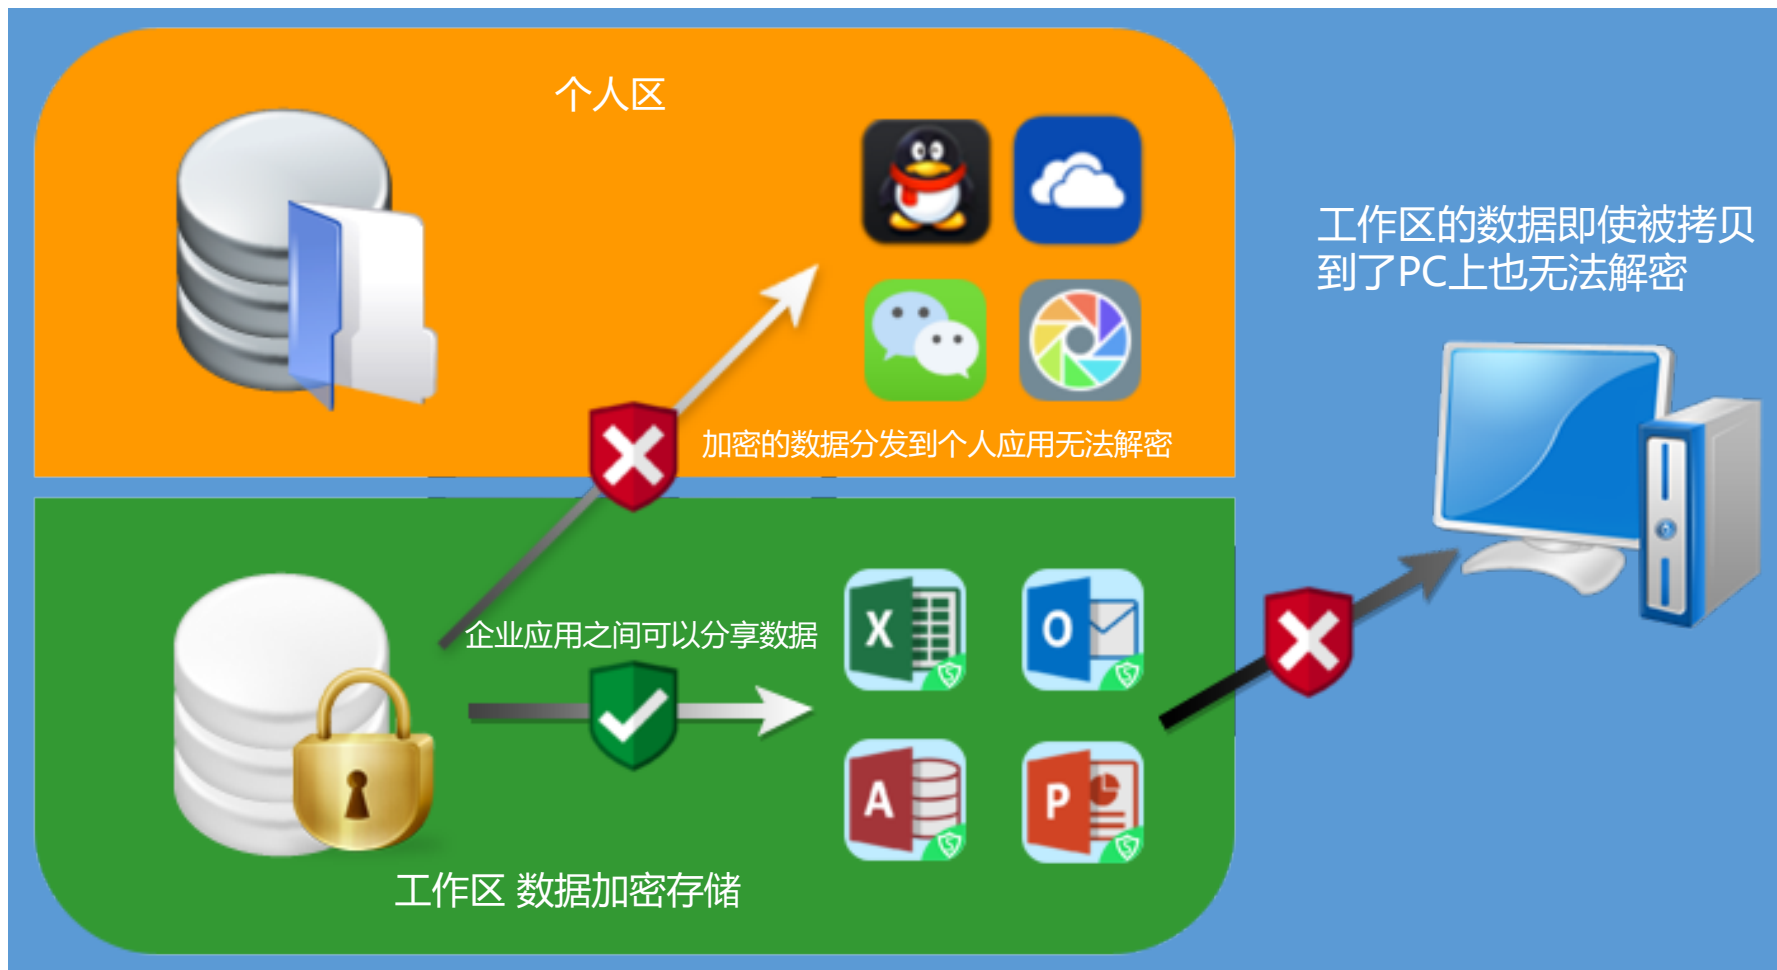 个人区
工作区的数据即使被拷贝
到了PC上也无法解密
加密的数据分发到个人应用无法解密
企业应用之间可以分享数据
X
O
A
P
工作区 数据加密存储